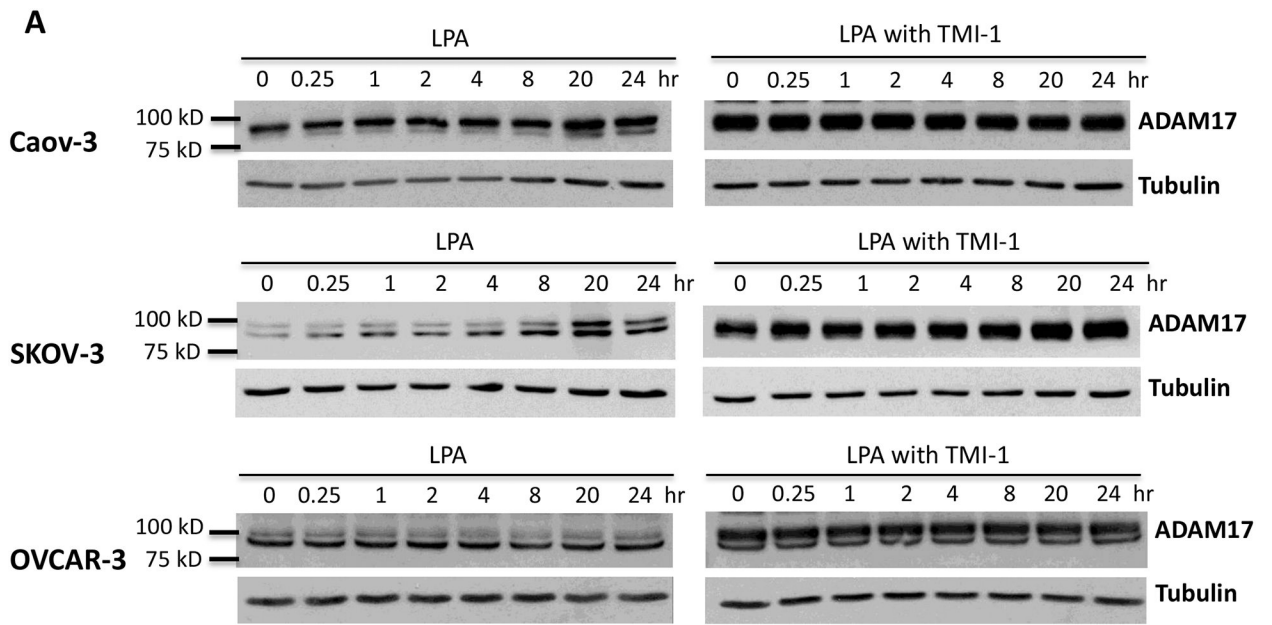 A
LPA
LPA with TMI-1
0 0.25 1 2 4 8 20 24 hr
0 0.25 1 2 4 8 20 24 hr
Caov-3
100 kD
75 kD
ADAM17
Tubulin
LPA
LPA with TMI-1
0 0.25 1 2 4 8 20 24 hr
0 0.25 1 2 4 8 20 24 hr
SKOV-3
100 kD
75 kD
ADAM17
Tubulin
LPA
LPA with TMI-1
0 0.25 1 2 4 8 20 24 hr
0 0.25 1 2 4 8 20 24 hr
OVCAR-3
100 kD
75 kD
ADAM17
Tubulin